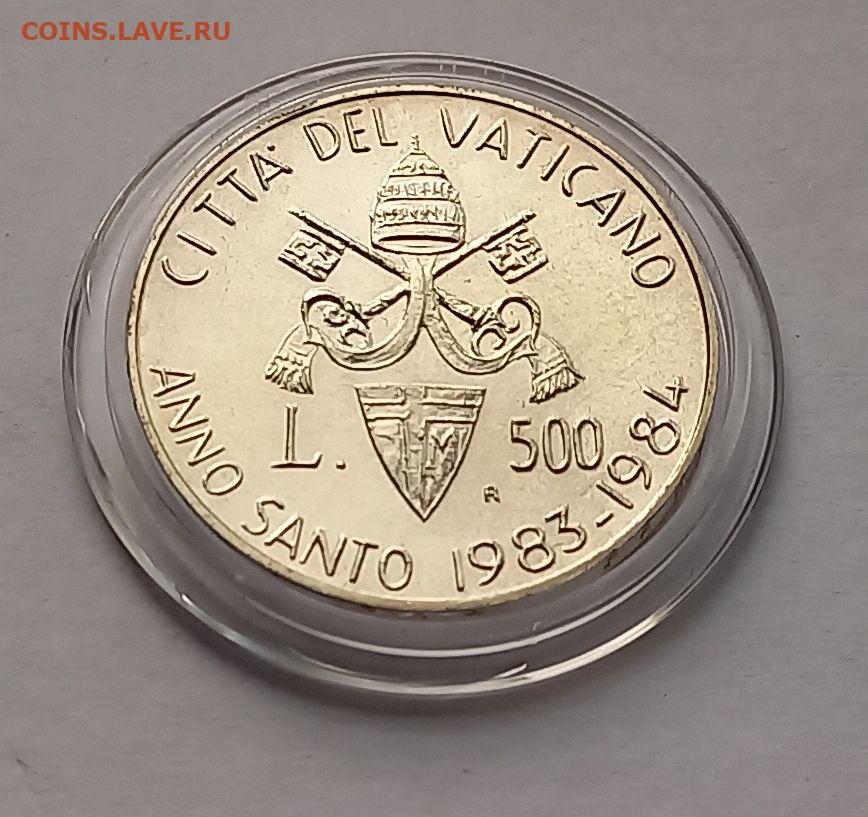 COINS.LAVE.RU
CITTA' DEL VATICANO
L. 500
R
ANNO SANTO 1983-1984